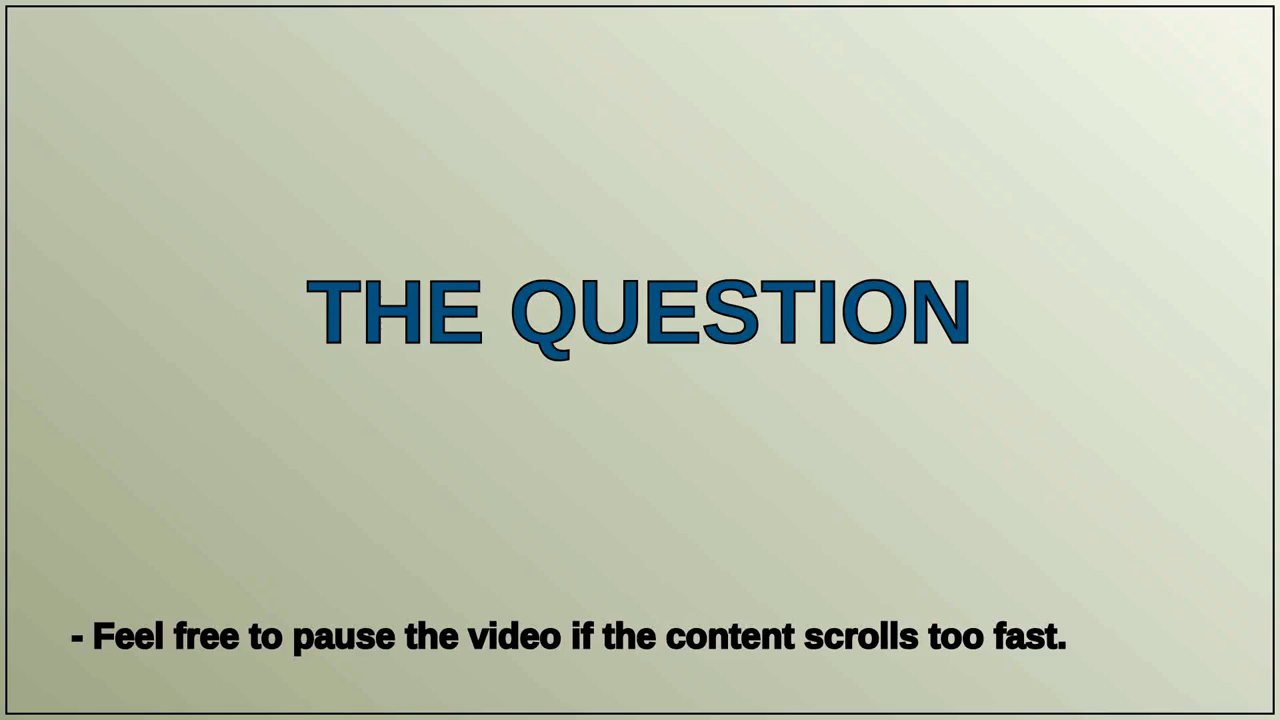 THE QUESTION
- Feel free to pause the video if the content scrolls too fast.